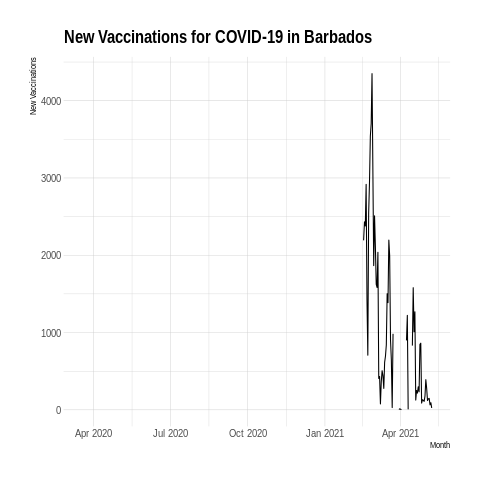 New Vaccinations for COVID-19 in Barbados
New Vaccinations
4000
3000
2000
1000
0
Apr 2020 Jul 2020 Oct 2020 Jan 2021 Apr 2021
Month